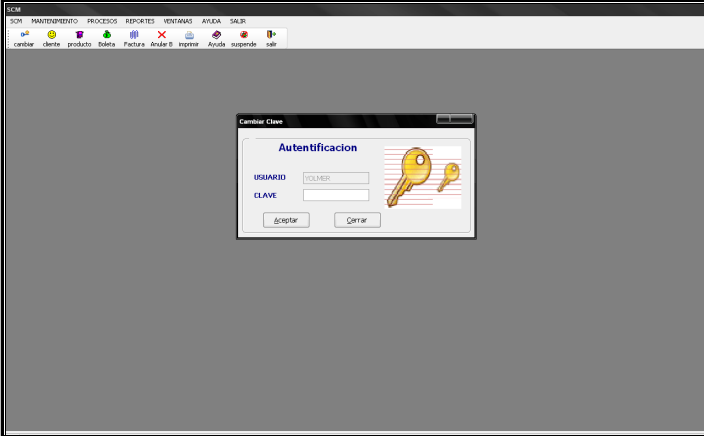 SCM
SCM MANTENIMIENTO PROCESOS REPORTES VENTANAS AYUDA SALIR
cambiar cliente producto Boleta Factura Anular B imprimir Ayuda suspende salir
Cambiar Clave
Autentificacion
USUARIO YOLMER
CLAVE
Aceptar Cerrar